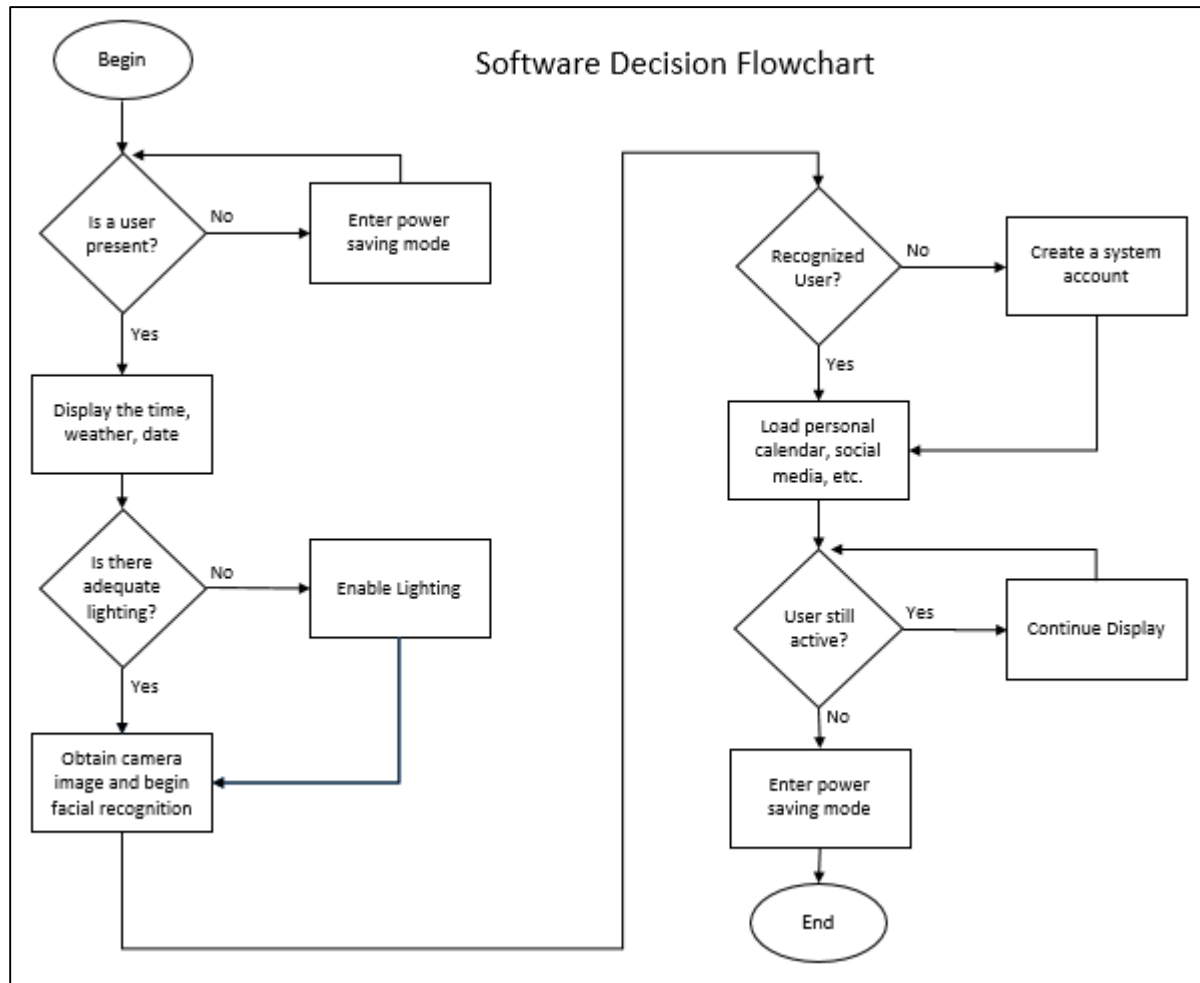 Software Decision Flowchart
Begin
Is a user
present?
No
Enter power
saving mode
Yes
Display the time,
weather, date
Is there
adequate
lighting?
No
Enable Lighting
Yes
Obtain camera
image and begin
facial recognition
Recognized
User?
No
Create a system
account
Yes
Load personal
calendar, social
media, etc.
User still
active?
Yes
Continue Display
No
Enter power
saving mode
End